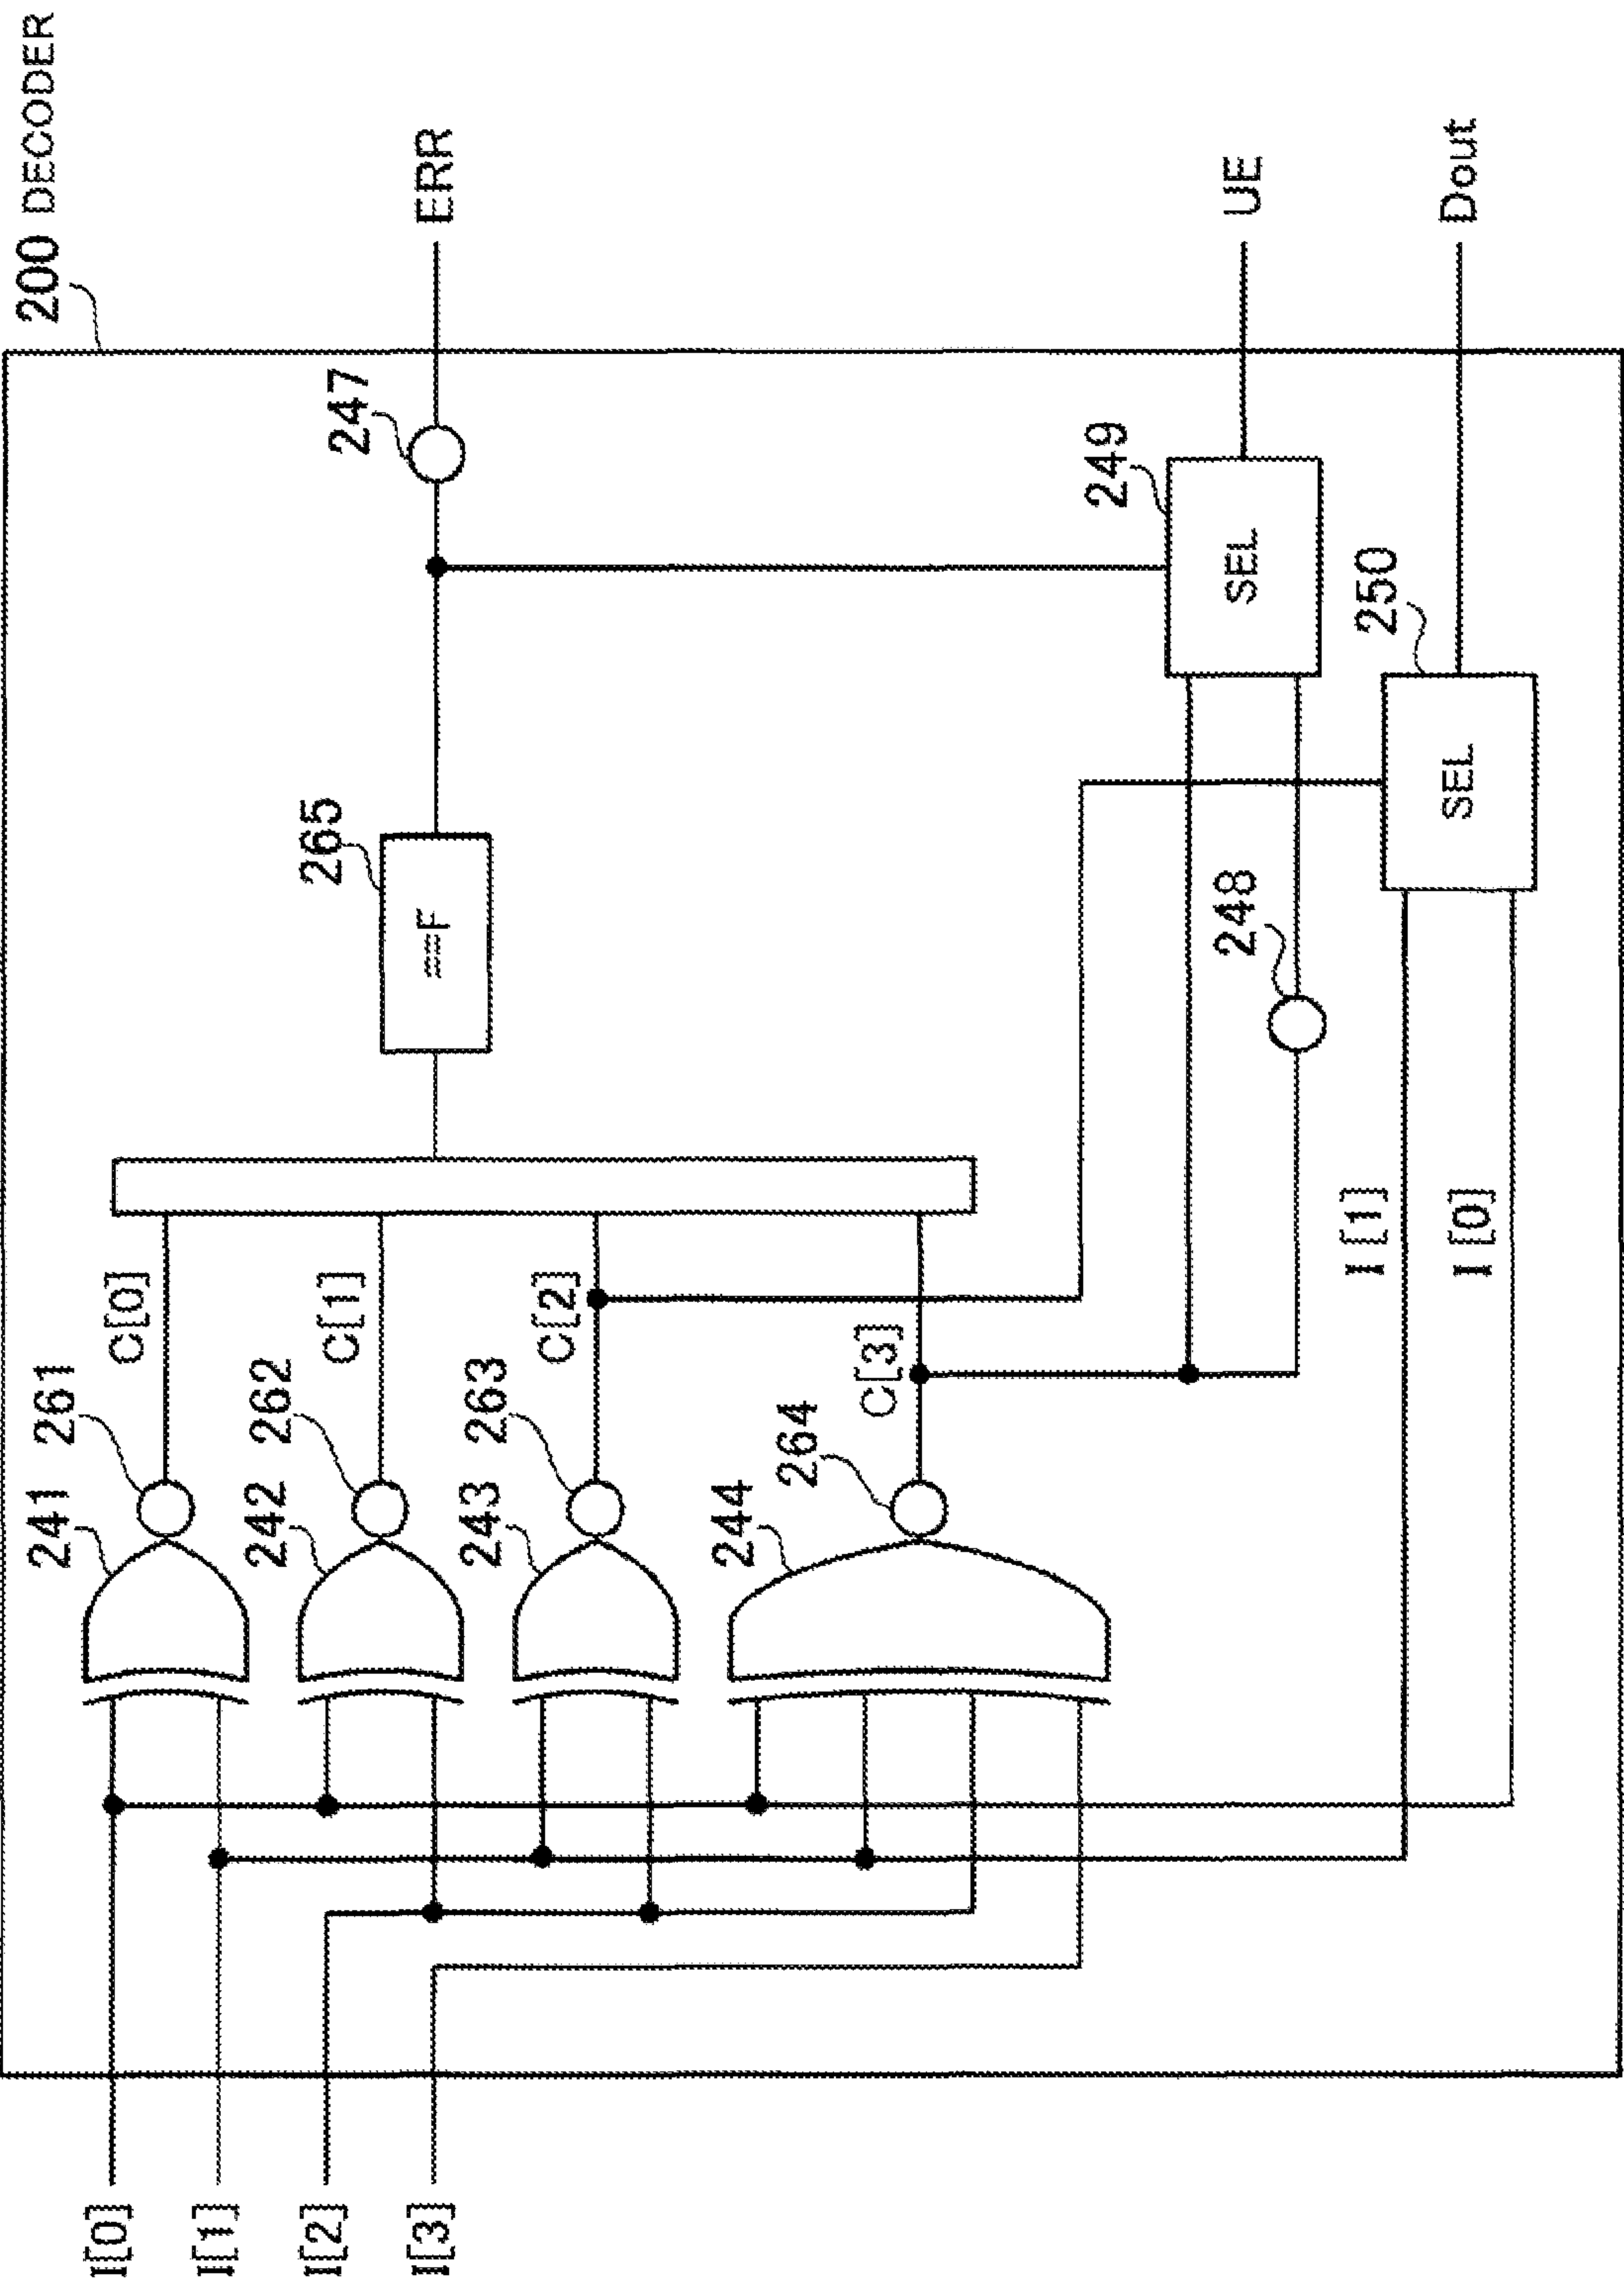 200 DECODER
I[0]
I[1]
I[2]
I[3]
241
261
C[0]
242
262
C[1]
243
263
C[2]
244
264
C[3]
265
==F
247
ERR
249
SEL
UE
248
250
SEL
Dout
I[1]
I[0]